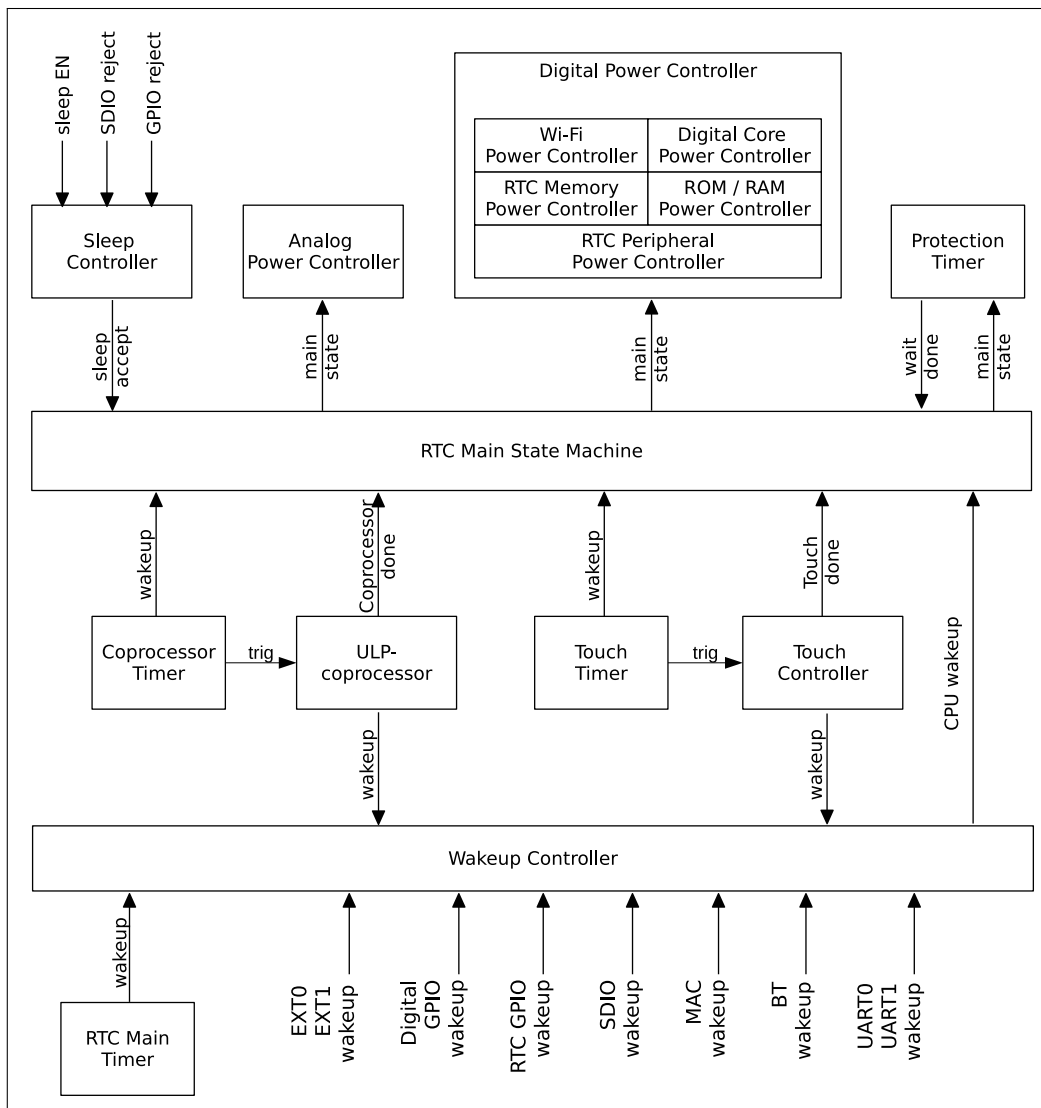 sleep EN
SDIO reject
GPIO reject
Digital Power Controller
Wi-Fi
Power Controller
Digital Core
Power Controller
RTC Memory
Power Controller
ROM / RAM
Power Controller
RTC Peripheral
Power Controller
Sleep
Controller
Analog
Power Controller
Protection
Timer
sleep
accept
main
state
main
state
wait
done
main
state
RTC Main State Machine
wakeup
Coprocessor
done
wakeup
Touch
done
CPU wakeup
Coprocessor
Timer
trig
ULP-
coprocessor
Touch
Timer
trig
Touch
Controller
wakeup
wakeup
Wakeup Controller
wakeup
RTC Main
Timer
EXT0
EXT1
wakeup
Digital
GPIO
wakeup
RTC GPIO
wakeup
SDIO
wakeup
MAC
wakeup
BT
wakeup
UART0
UART1
wakeup